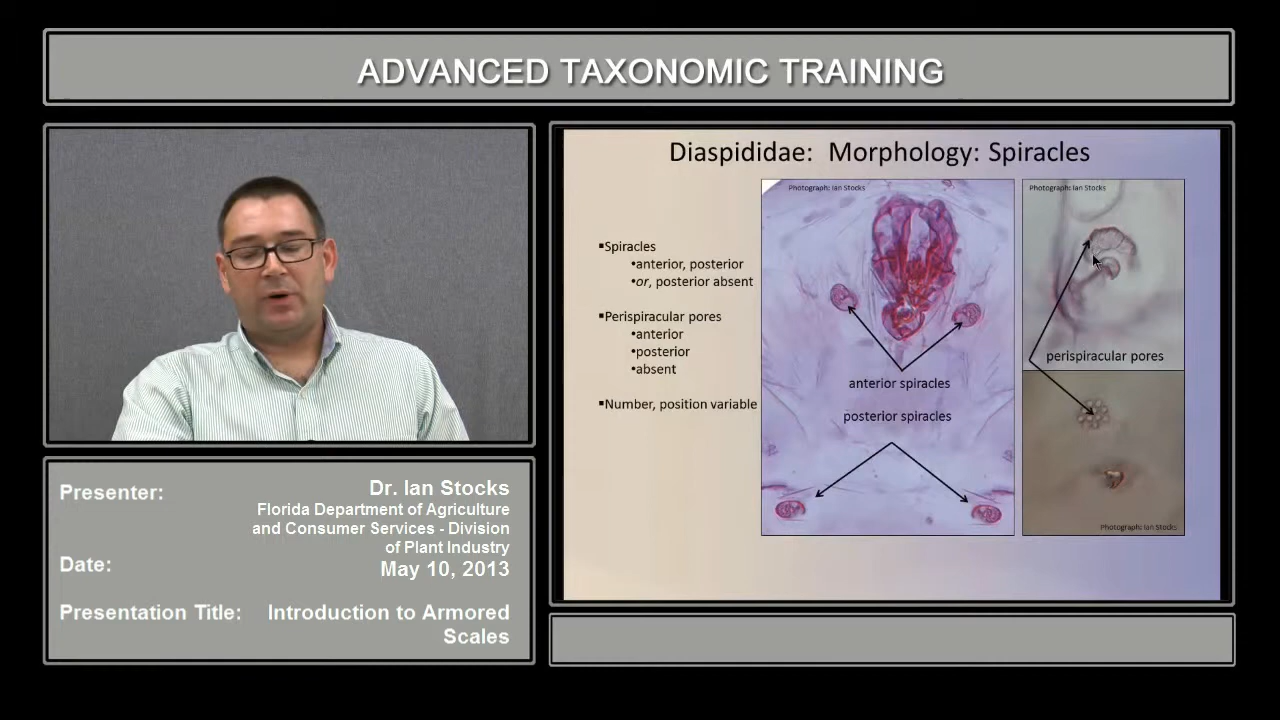 ADVANCED TAXONOMIC TRAINING
Presenter:
Dr. Ian Stocks
Florida Department of Agriculture
and Consumer Services - Division
of Plant Industry
Date:
May 10, 2013
Presentation Title:
Introduction to Armored
Scales
Diaspididae: Morphology: Spiracles
▪Spiracles
•anterior, posterior
•or, posterior absent
▪Perispiracular pores
•anterior
•posterior
•absent
▪Number, position variable
Photograph: Ian Stocks
anterior spiracles
posterior spiracles
Photograph: Ian Stocks
perispiracular pores
Photograph: Ian Stocks